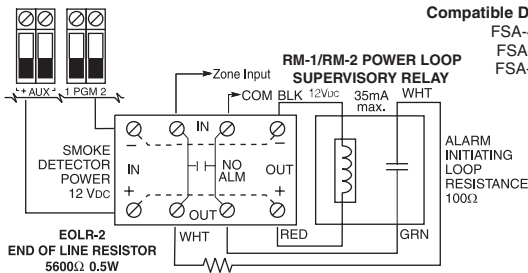 Compatible D
FSA-
FSA
FSA-
RM-1/RM-2 POWER LOOP
SUPERVISORY RELAY
+ AUX -
1 PGM 2
Zone Input
COM
BLK
12VDC
35mA
max.
WHT
SMOKE
DETECTOR
POWER
12 VDC
IN
IN
NO
ALM
OUT
OUT
− −
+ +
ALARM
INITIATING
LOOP
RESISTANCE
100Ω
WHT
RED
GRN
EOLR-2
END OF LINE RESISTOR
5600Ω 0.5W